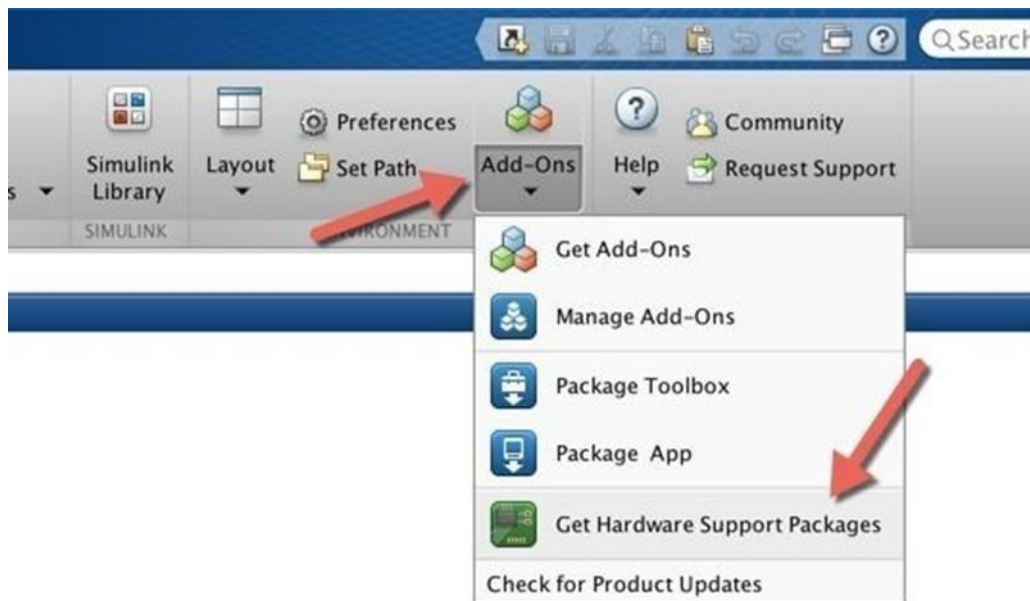 Search
Preferences
Community
Simulink
Library
Layout
Set Path
Add-Ons
Help
Request Support
s
SIMULINK
Get Add-Ons
Manage Add-Ons
Package Toolbox
Package App
Get Hardware Support Packages
Check for Product Updates